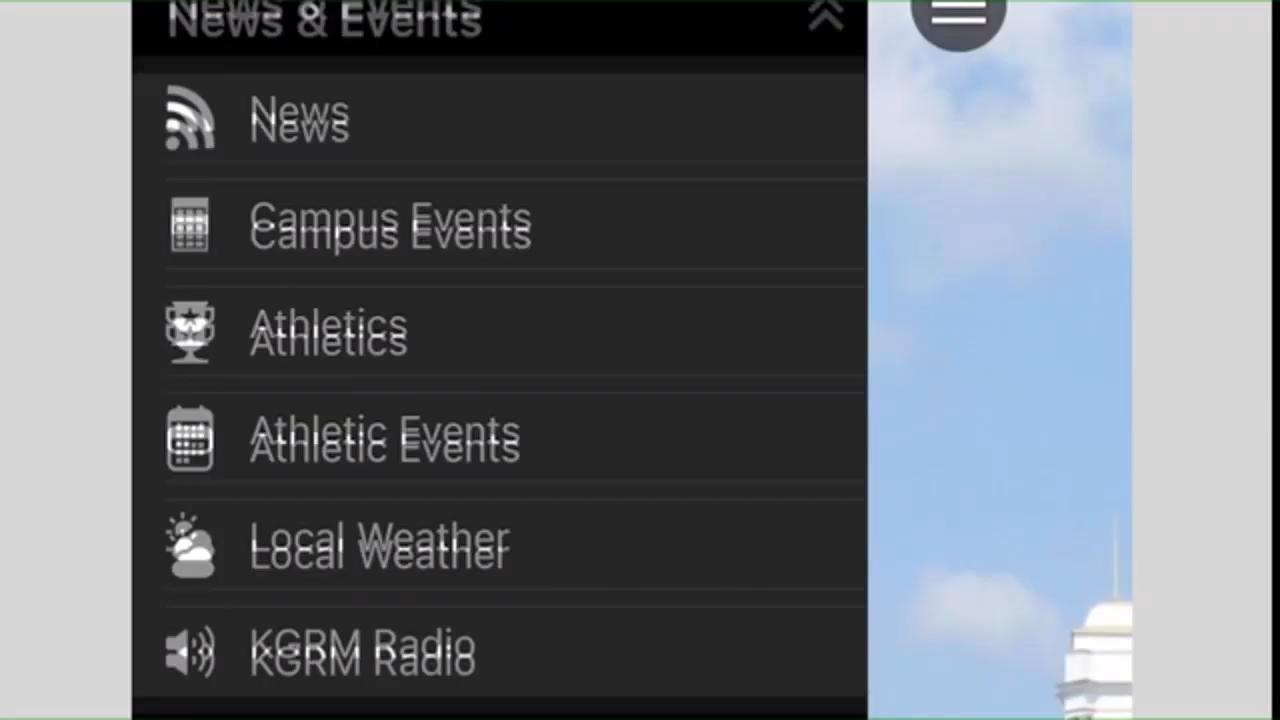 News & Events
News
Campus Events
Athletics
Athletic Events
Local Weather
KGRM Radio